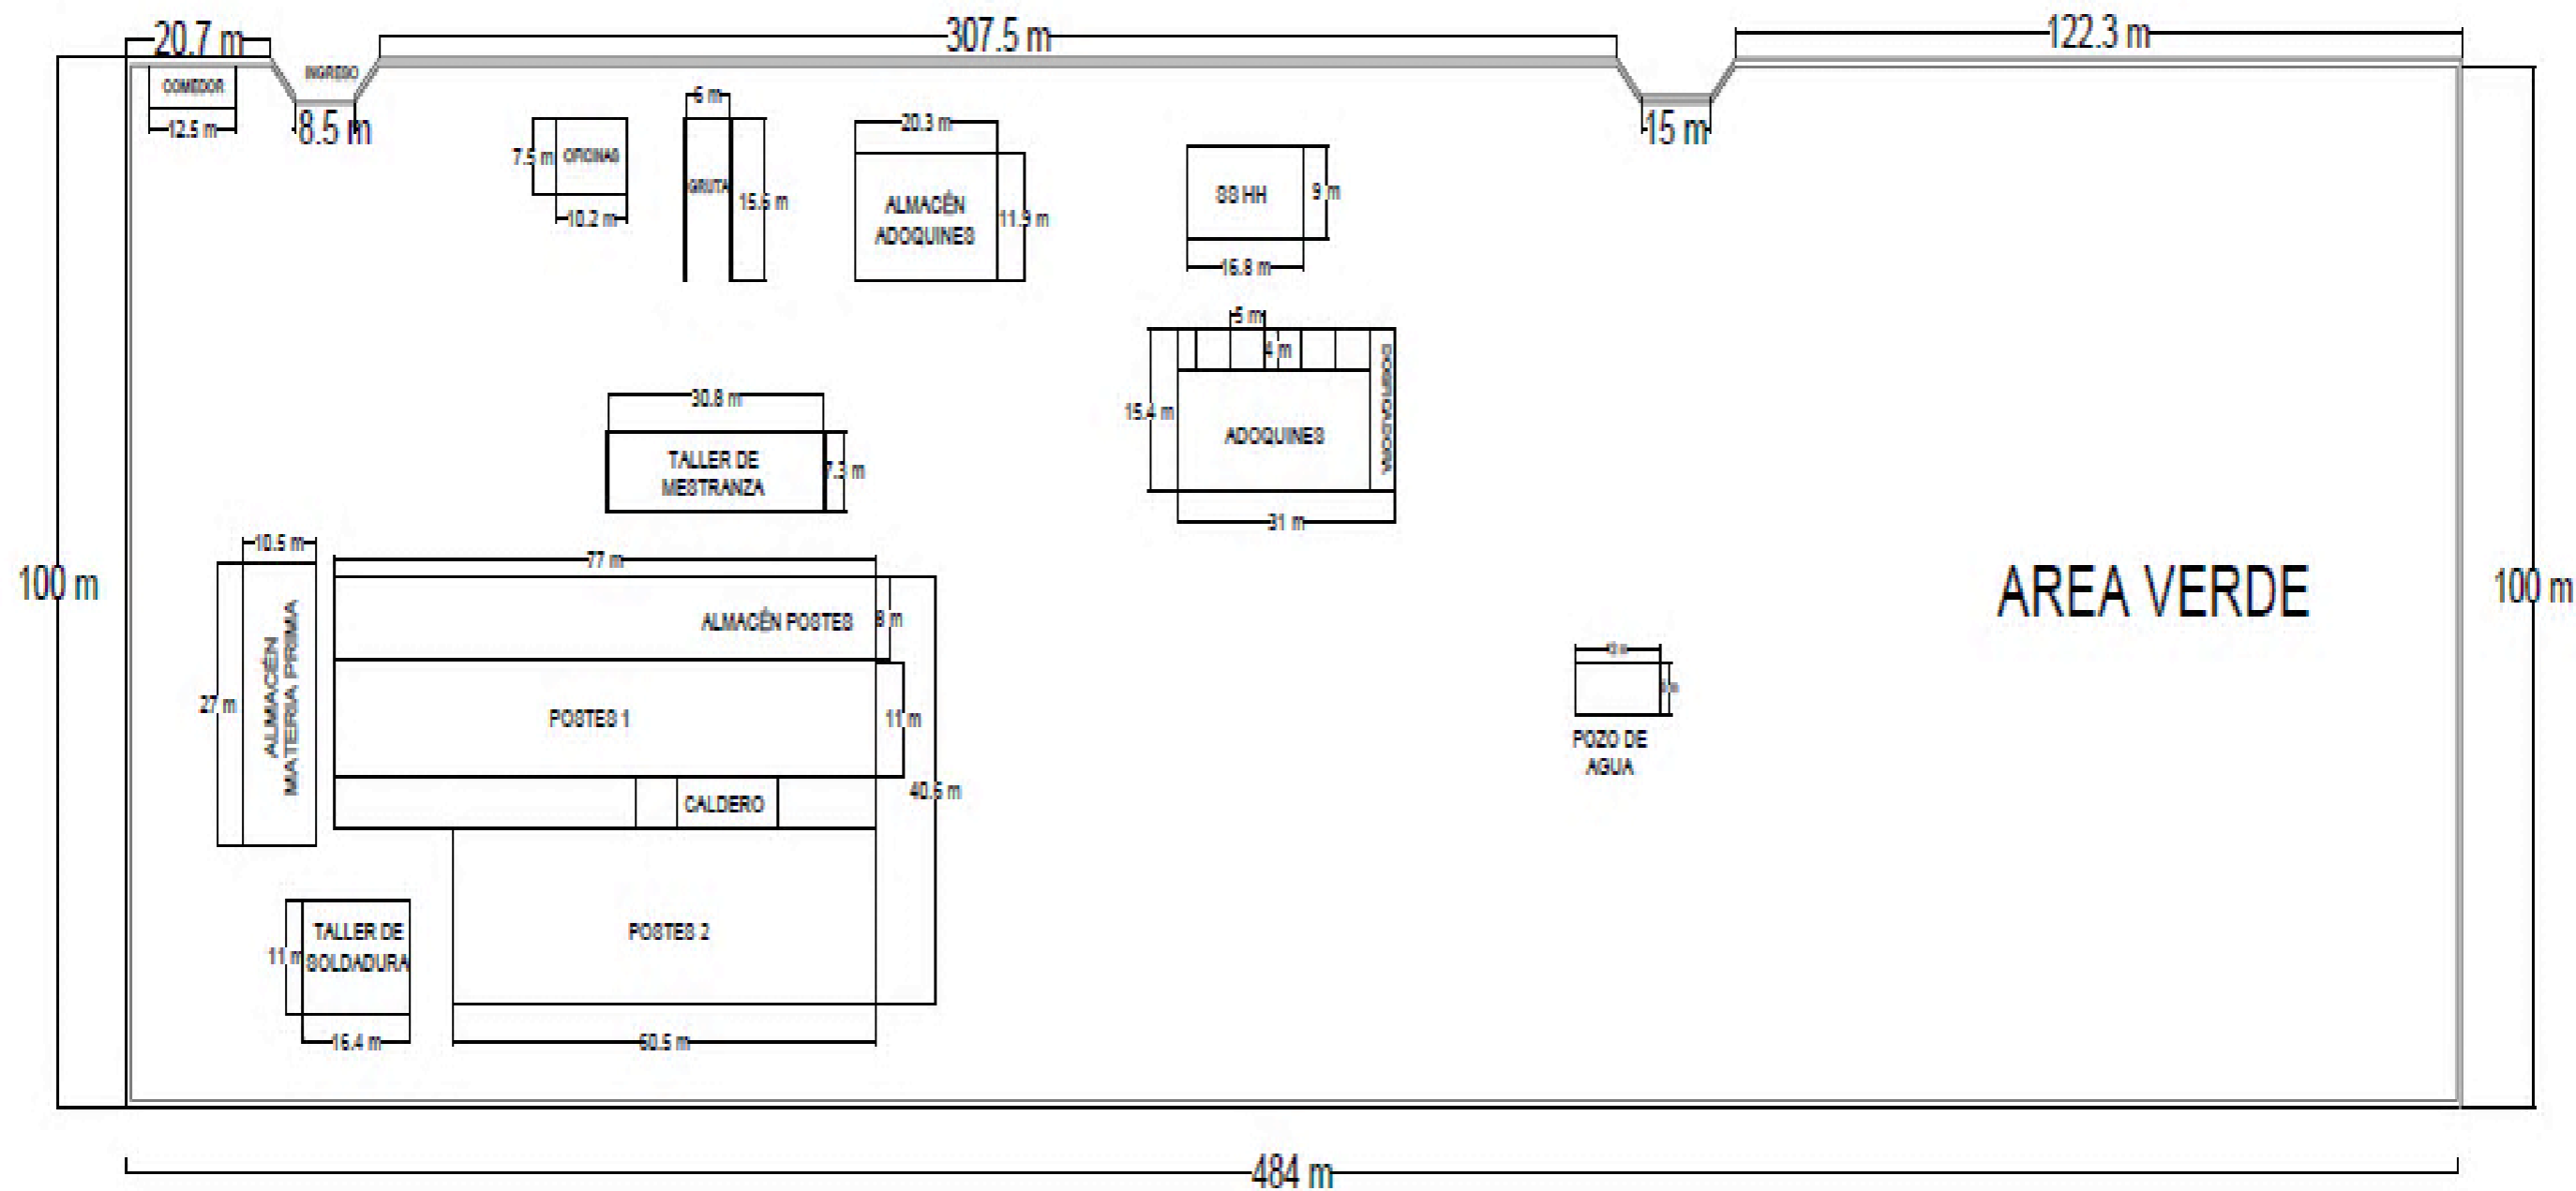 20.7 m
307.5 m
122.3 m
INGRESO
COMEDOR
12.5 m
8.5 m
15 m
6 m
7.5 m
OFICINAS
10.2 m
GRUTA
15.5 m
20.3 m
ALMACÉN
ADOQUINES
11.9 m
SS HH
9 m
16.8 m
5 m
4 m
15.4 m
ADOQUINES
DOSIFICADORA
31 m
30.8 m
TALLER DE
MESTRANZA
7.3 m
10.5 m
77 m
100 m
100 m
AREA VERDE
ALMACÉN
MATERIA PRIMA
27 m
ALMACÉN POSTES
8 m
POSTES 1
11 m
CALDERO
40.5 m
POZO DE
AGUA
TALLER DE
SOLDADURA
11 m
15.4 m
POSTES 2
60.5 m
484 m